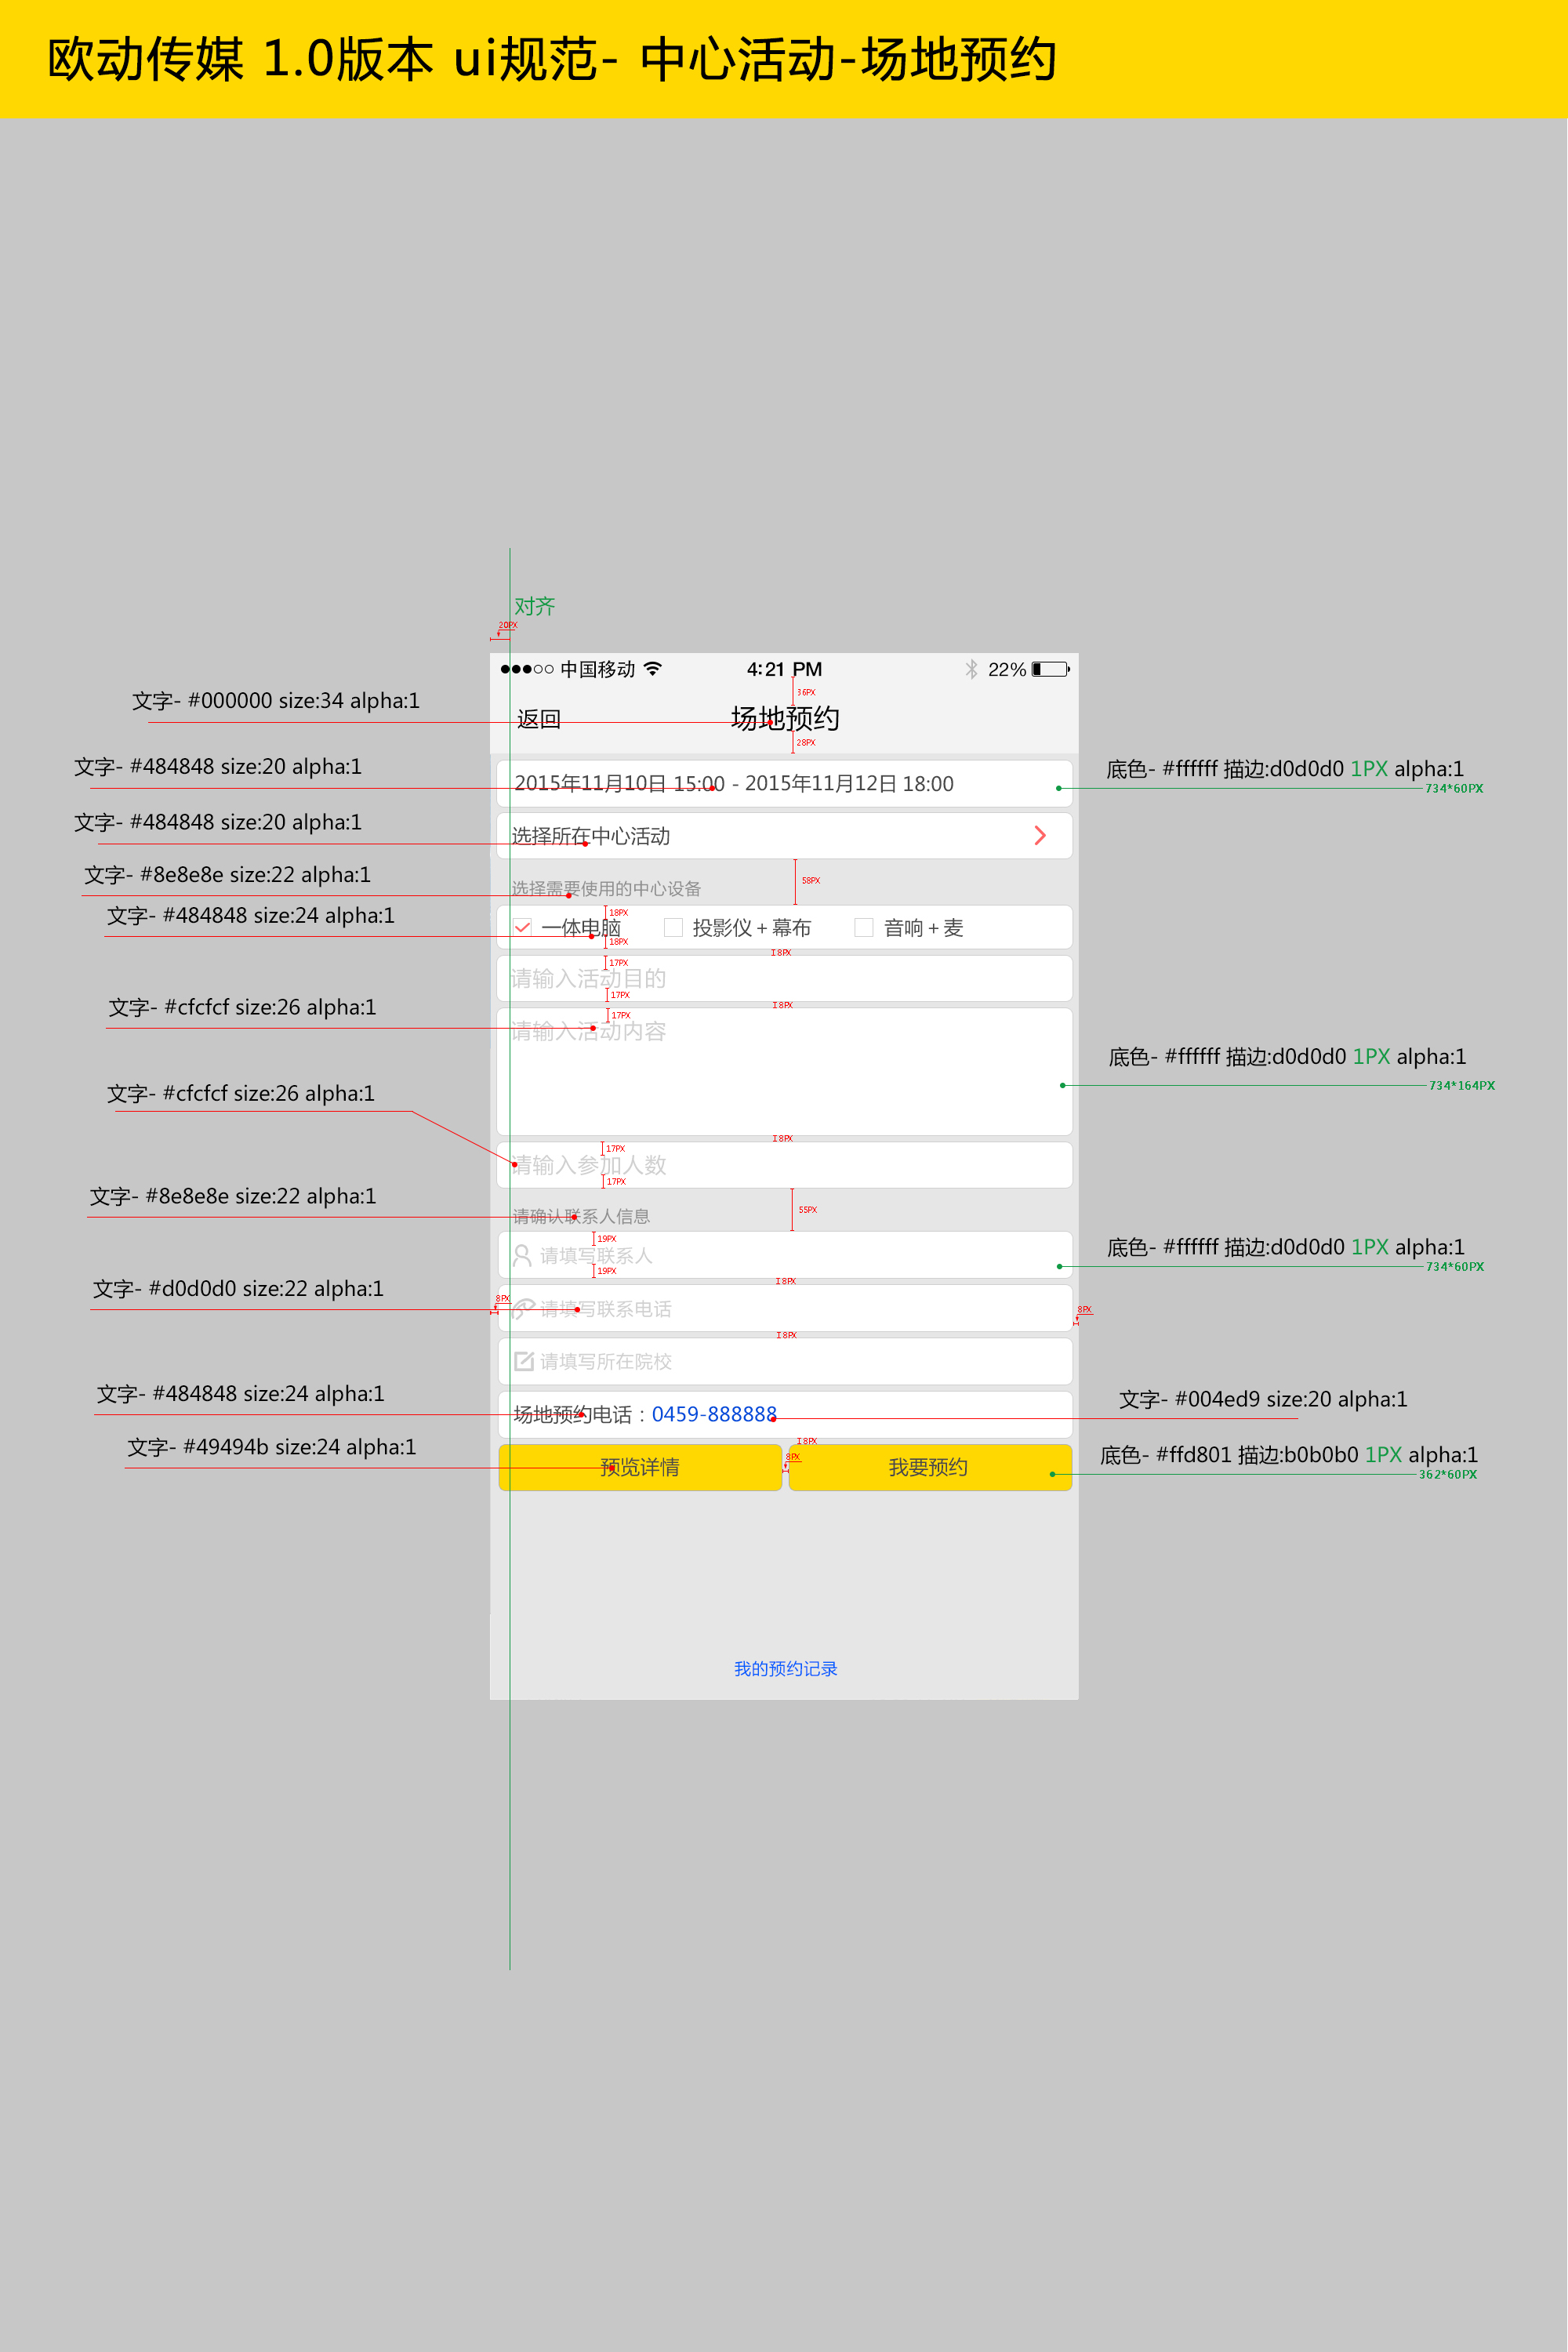 欧动传媒 1.0版本 ui规范- 中心活动-场地预约
对齐
20PX
中国移动 4:21 PM 22%
36PX
文字- #000000 size:34 alpha:1
返回 场地预约
28PX
文字- #484848 size:20 alpha:1
底色- #ffffff 描边:d0d0d0 1PX alpha:1
2015年11月10日 15:00 - 2015年11月12日 18:00
734*60PX
文字- #484848 size:20 alpha:1
选择所在中心活动
文字- #8e8e8e size:22 alpha:1
58PX
选择需要使用的中心设备
文字- #484848 size:24 alpha:1
18PX
一体电脑 投影仪+幕布 音响+麦
18PX
8PX
17PX
请输入活动目的
17PX
8PX
文字- #cfcfcf size:26 alpha:1
17PX
请输入活动内容
底色- #ffffff 描边:d0d0d0 1PX alpha:1
734*164PX
文字- #cfcfcf size:26 alpha:1
8PX
17PX
请输入参加人数
17PX
文字- #8e8e8e size:22 alpha:1
55PX
请确认联系人信息
19PX
底色- #ffffff 描边:d0d0d0 1PX alpha:1
请填写联系人
734*60PX
19PX
8PX
文字- #d0d0d0 size:22 alpha:1
8PX
请填写联系电话
8PX
8PX
请填写所在院校
文字- #484848 size:24 alpha:1
文字- #004ed9 size:20 alpha:1
场地预约电话：0459-888888
8PX
文字- #49494b size:24 alpha:1
底色- #ffd801 描边:b0b0b0 1PX alpha:1
8PX
预览详情 我要预约
362*60PX
我的预约记录